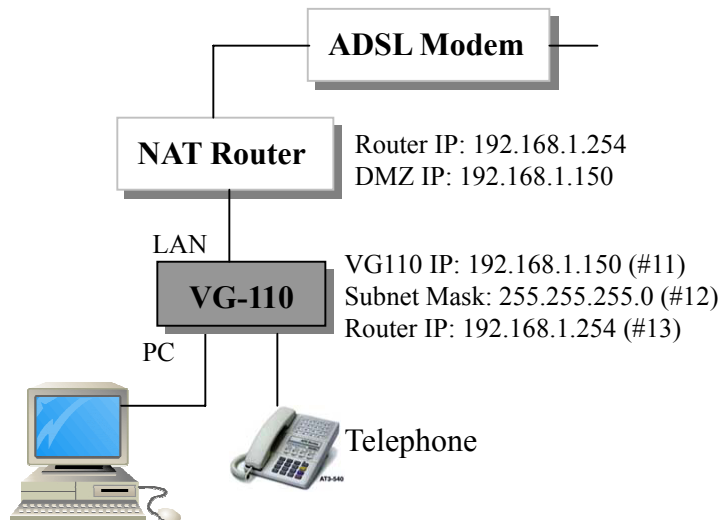 ADSL Modem
NAT Router
Router IP: 192.168.1.254
DMZ IP: 192.168.1.150
LAN
VG-110
VG110 IP: 192.168.1.150 (#11)
Subnet Mask: 255.255.255.0 (#12)
Router IP: 192.168.1.254 (#13)
PC
Telephone
AT3-540